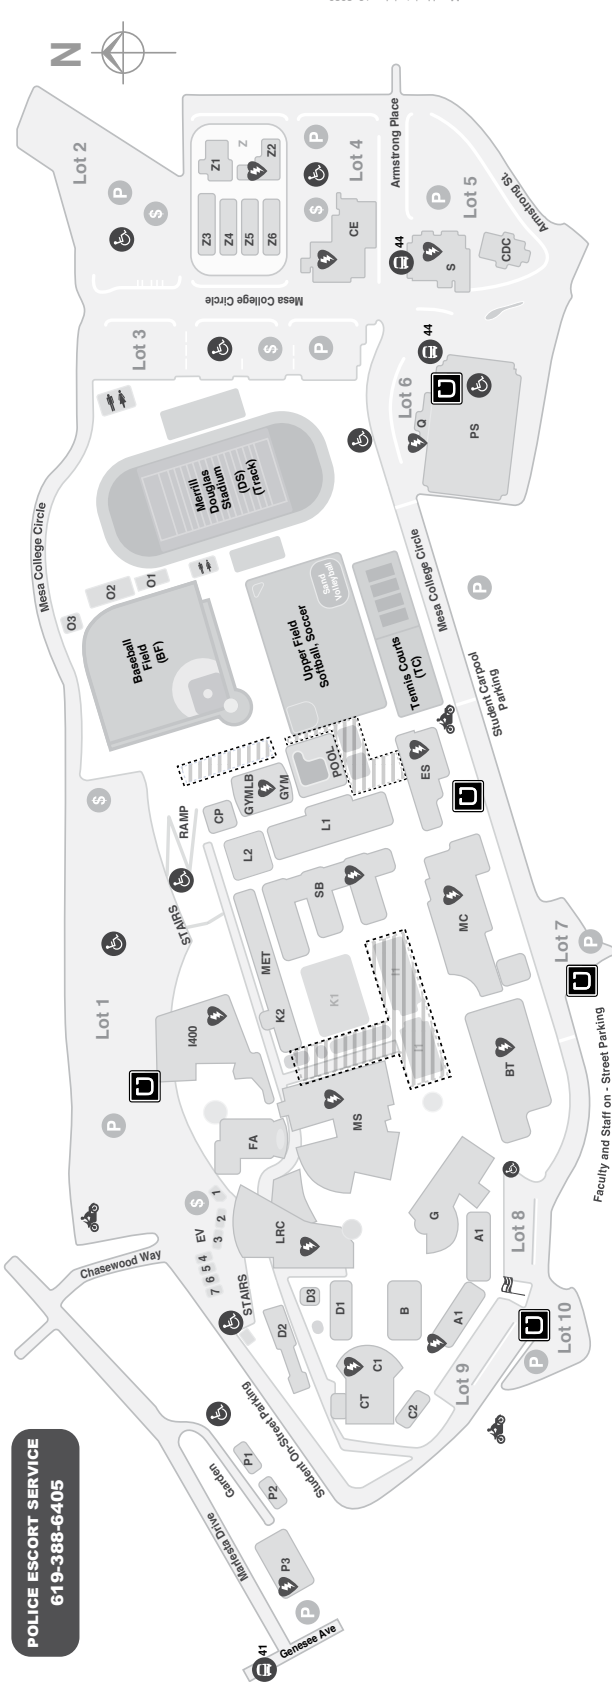 N
Lot 2
P
$
Z1
Z
Z2
Z3
Z4
Z5
Z6
P
$
Lot 4
CE
Armstrong Place
P
Lot 5
Armstrong St.
44
S
CDC
Mesa College Circle
Lot 3
$
P
44
Lot 6
Q
PS
Merrill
Douglas
Stadium
(DS)
(Track)
Mesa College Circle
O3
O2
O1
Baseball
Field
(BF)
Sand
Volleyball
Upper Field
Softball, Soccer
Tennis Courts
(TC)
Mesa College Circle
P
Student Carpool
Parking
$
RAMP
STAIRS
CP
GYMLB
GYM
POOL
ES
L2
L1
SB
MC
MET
K2
K1
I1
I1
Lot 7
P
Lot 1
P
I400
MS
BT
Faculty and Staff on - Street Parking
FA
$
EV
1
2
3
4
5
6
7
STAIRS
LRC
G
A1
Lot 8
A1
D3
D1
D2
B
C1
CT
C2
Lot 9
Lot 10
P
Chasewood Way
Student On-Street Parking
Garden
P1
P2
P3
Marlesta Drive
P
Genesee Ave
41
POLICE ESCORT SERVICE
619-388-6405